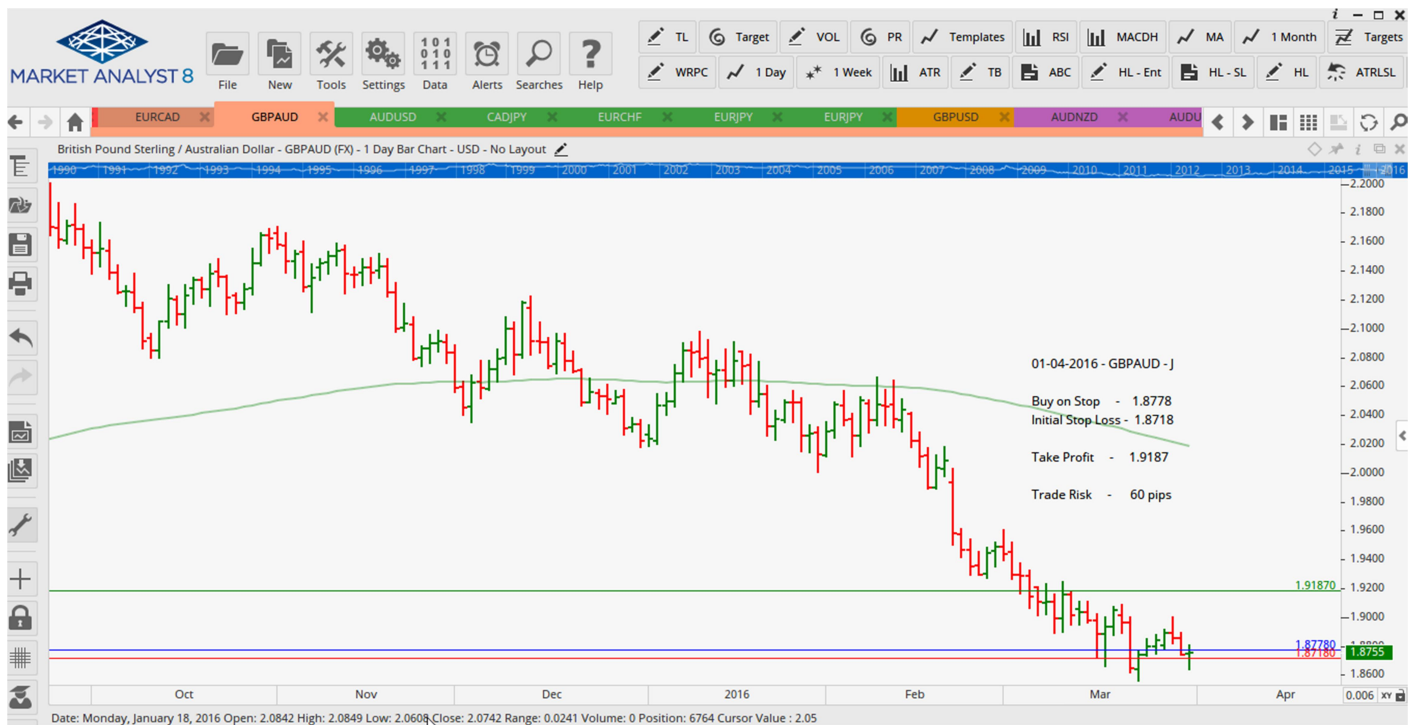 i
MARKET ANALYST 8
File New Tools Settings Data Alerts Searches Help
101
010
111
TL Target VOL PR Templates RSI MACDH MA 1 Month Targets
WRPC 1 Day 1 Week ATR TB ABC HL - Ent HL - SL HL ATRLSL
EURCAD GBPAUD AUDUSD CADJPY EURCHF EURJPY EURJPY GBPUSD AUDNZD AUDU
British Pound Sterling / Australian Dollar - GBPAUD (FX) - 1 Day Bar Chart - USD - No Layout
i
1990 1991 1992 1993 1994 1995 1996 1997 1998 1999 2000 2001 2002 2003 2004 2005 2006 2007 2008 2009 2010 2011 2012 2013 2014 2015 2016
2.2000
2.1800
2.1600
2.1400
2.1200
2.1000
2.0800
2.0600
2.0400
2.0200
2.0000
1.9800
1.9600
1.9400
1.9200
1.9000
1.8800
1.8755
1.8600
01-04-2016 - GBPAUD - J
Buy on Stop - 1.8778
Initial Stop Loss - 1.8718
Take Profit - 1.9187
Trade Risk - 60 pips
1.91870
1.87780
1.87180
Oct Nov Dec 2016 Feb Mar Apr 0.006 XY
Date: Monday, January 18, 2016 Open: 2.0842 High: 2.0849 Low: 2.0608 Close: 2.0742 Range: 0.0241 Volume: 0 Position: 6764 Cursor Value : 2.05